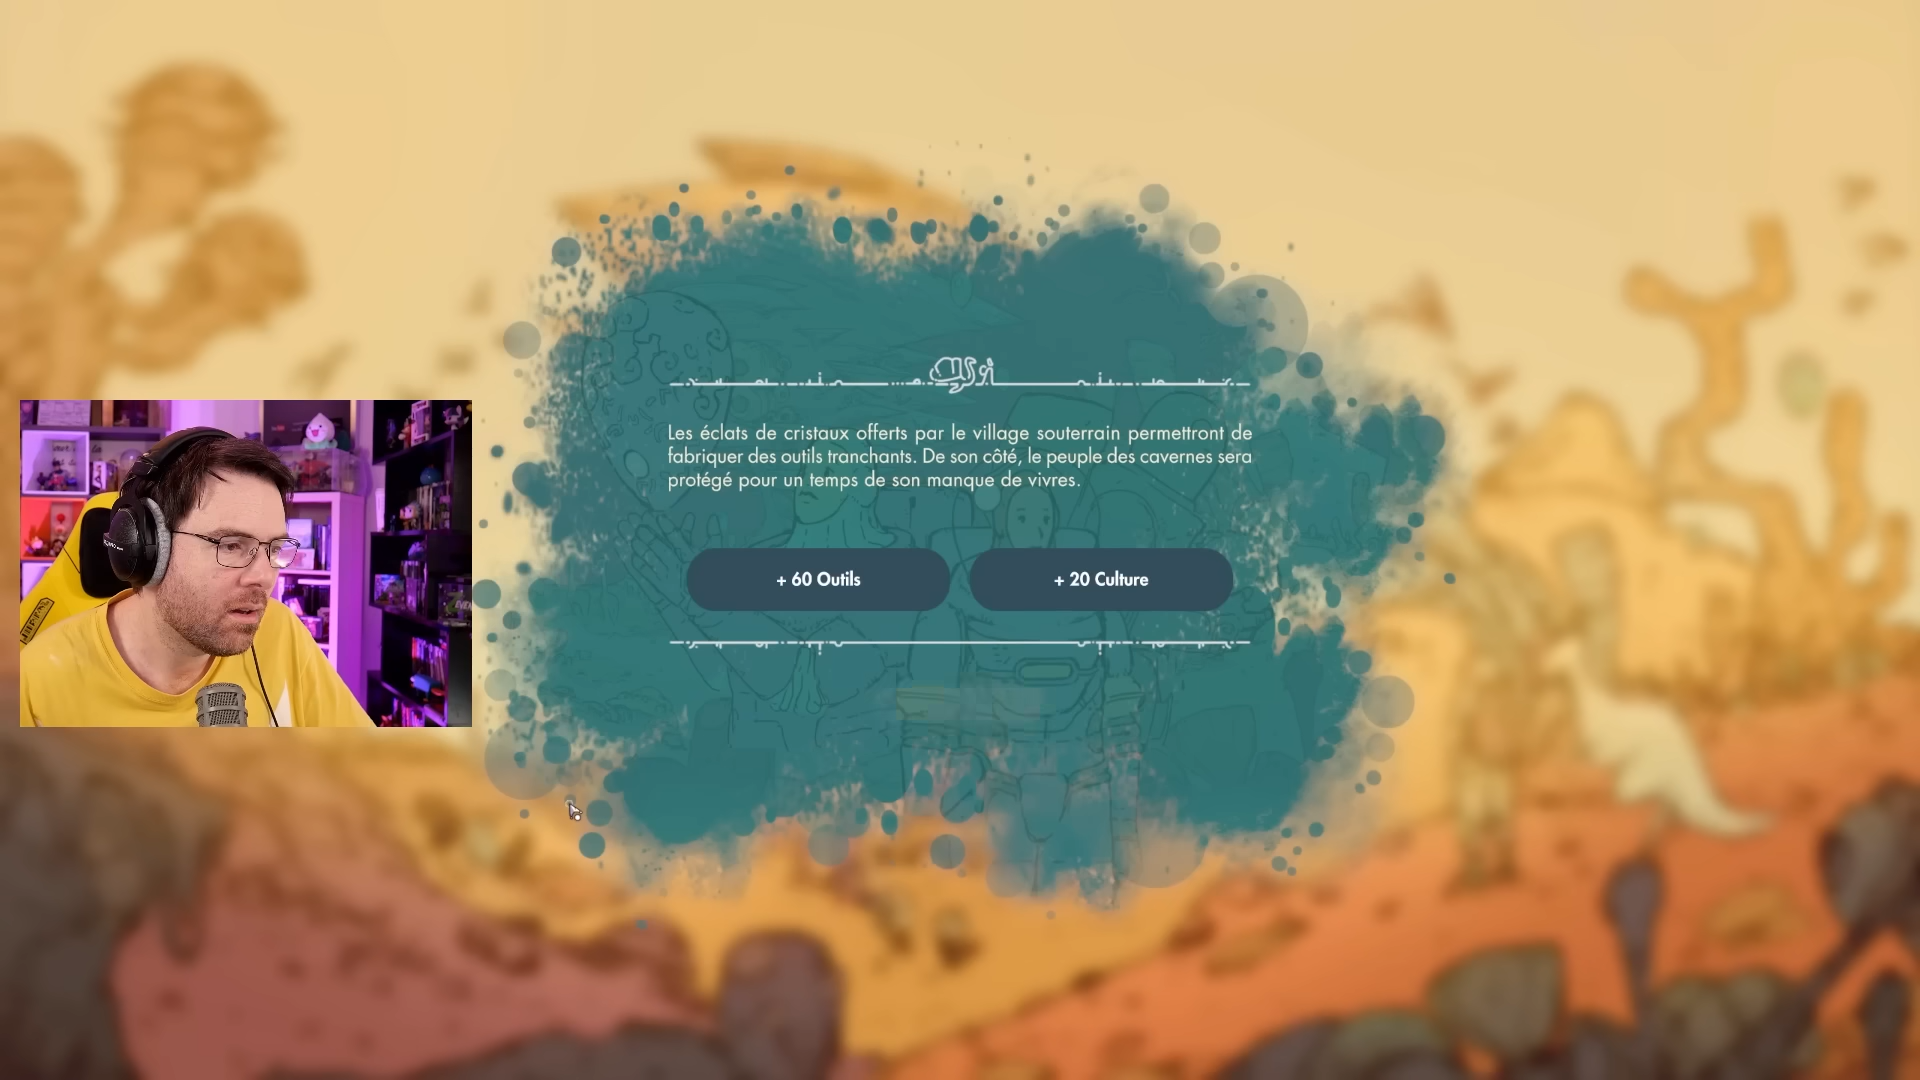 Les éclats de cristaux offerts par le village souterrain permettront de
fabriquer des outils tranchants. De son côté, le peuple des cavernes sera
protégé pour un temps de son manque de vivres.
+ 60 Outils
+ 20 Culture